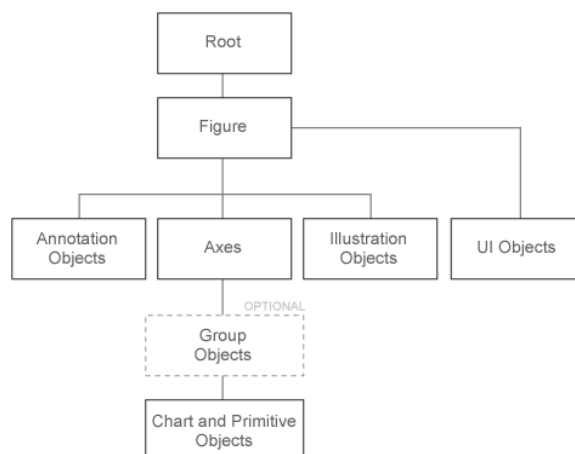 Root
Figure
Annotation
Objects
Axes
Illustration
Objects
UI Objects
OPTIONAL
Group
Objects
Chart and Primitive
Objects